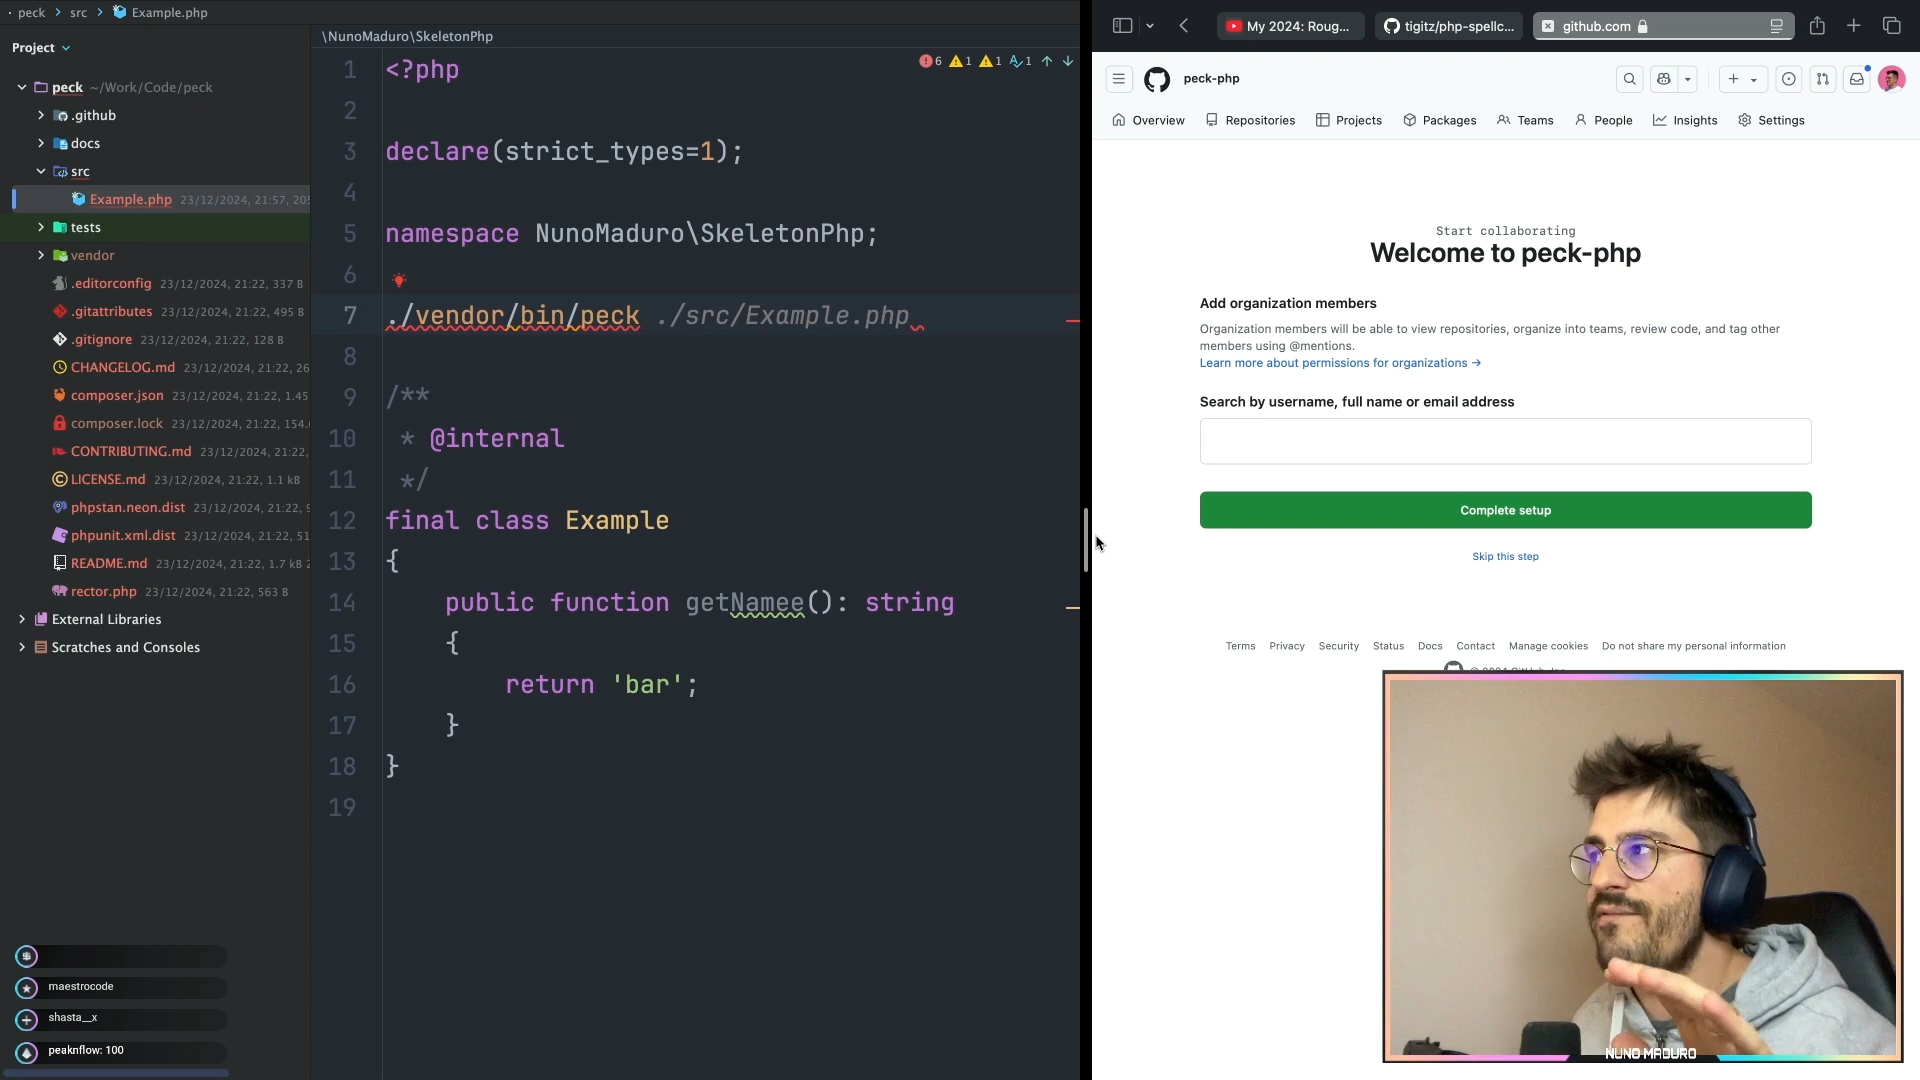 peck > src > Example.php
Project
peck ~/Work/Code/peck
.github
docs
src
Example.php 23/12/2024, 21:57, 20
tests
vendor
.editorconfig 23/12/2024, 21:22, 337 B
.gitattributes 23/12/2024, 21:22, 495 B
.gitignore 23/12/2024, 21:22, 128 B
CHANGELOG.md 23/12/2024, 21:22, 26
composer.json 23/12/2024, 21:22, 1.45
composer.lock 23/12/2024, 21:22, 154.
CONTRIBUTING.md 23/12/2024, 21:22,
LICENSE.md 23/12/2024, 21:22, 1.1 kB
phpstan.neon.dist 23/12/2024, 21:22,
phpunit.xml.dist 23/12/2024, 21:22, 51
README.md 23/12/2024, 21:22, 1.7 kB 2
rector.php 23/12/2024, 21:22, 563 B
External Libraries
Scratches and Consoles
maestrocode
shasta__x
peaknflow: 100
\NunoMaduro\SkeletonPhp
6 1 1 1
1 <?php
2
3 declare(strict_types=1);
4
5 namespace NunoMaduro\SkeletonPhp;
6
7 ./vendor/bin/peck ./src/Example.php
8
9 /**
10 * @internal
11 */
12 final class Example
13 {
14 public function getNamee(): string
15 {
16 return 'bar';
17 }
18 }
19
My 2024: Roug...
tigitz/php-spellc...
github.com
peck-php
Overview
Repositories
Projects
Packages
Teams
People
Insights
Settings
Start collaborating
Welcome to peck-php
Add organization members
Organization members will be able to view repositories, organize into teams, review code, and tag other
members using @mentions.
Learn more about permissions for organizations →
Search by username, full name or email address
Complete setup
Skip this step
Terms Privacy Security Status Docs Contact Manage cookies Do not share my personal information
NUNO MADURO